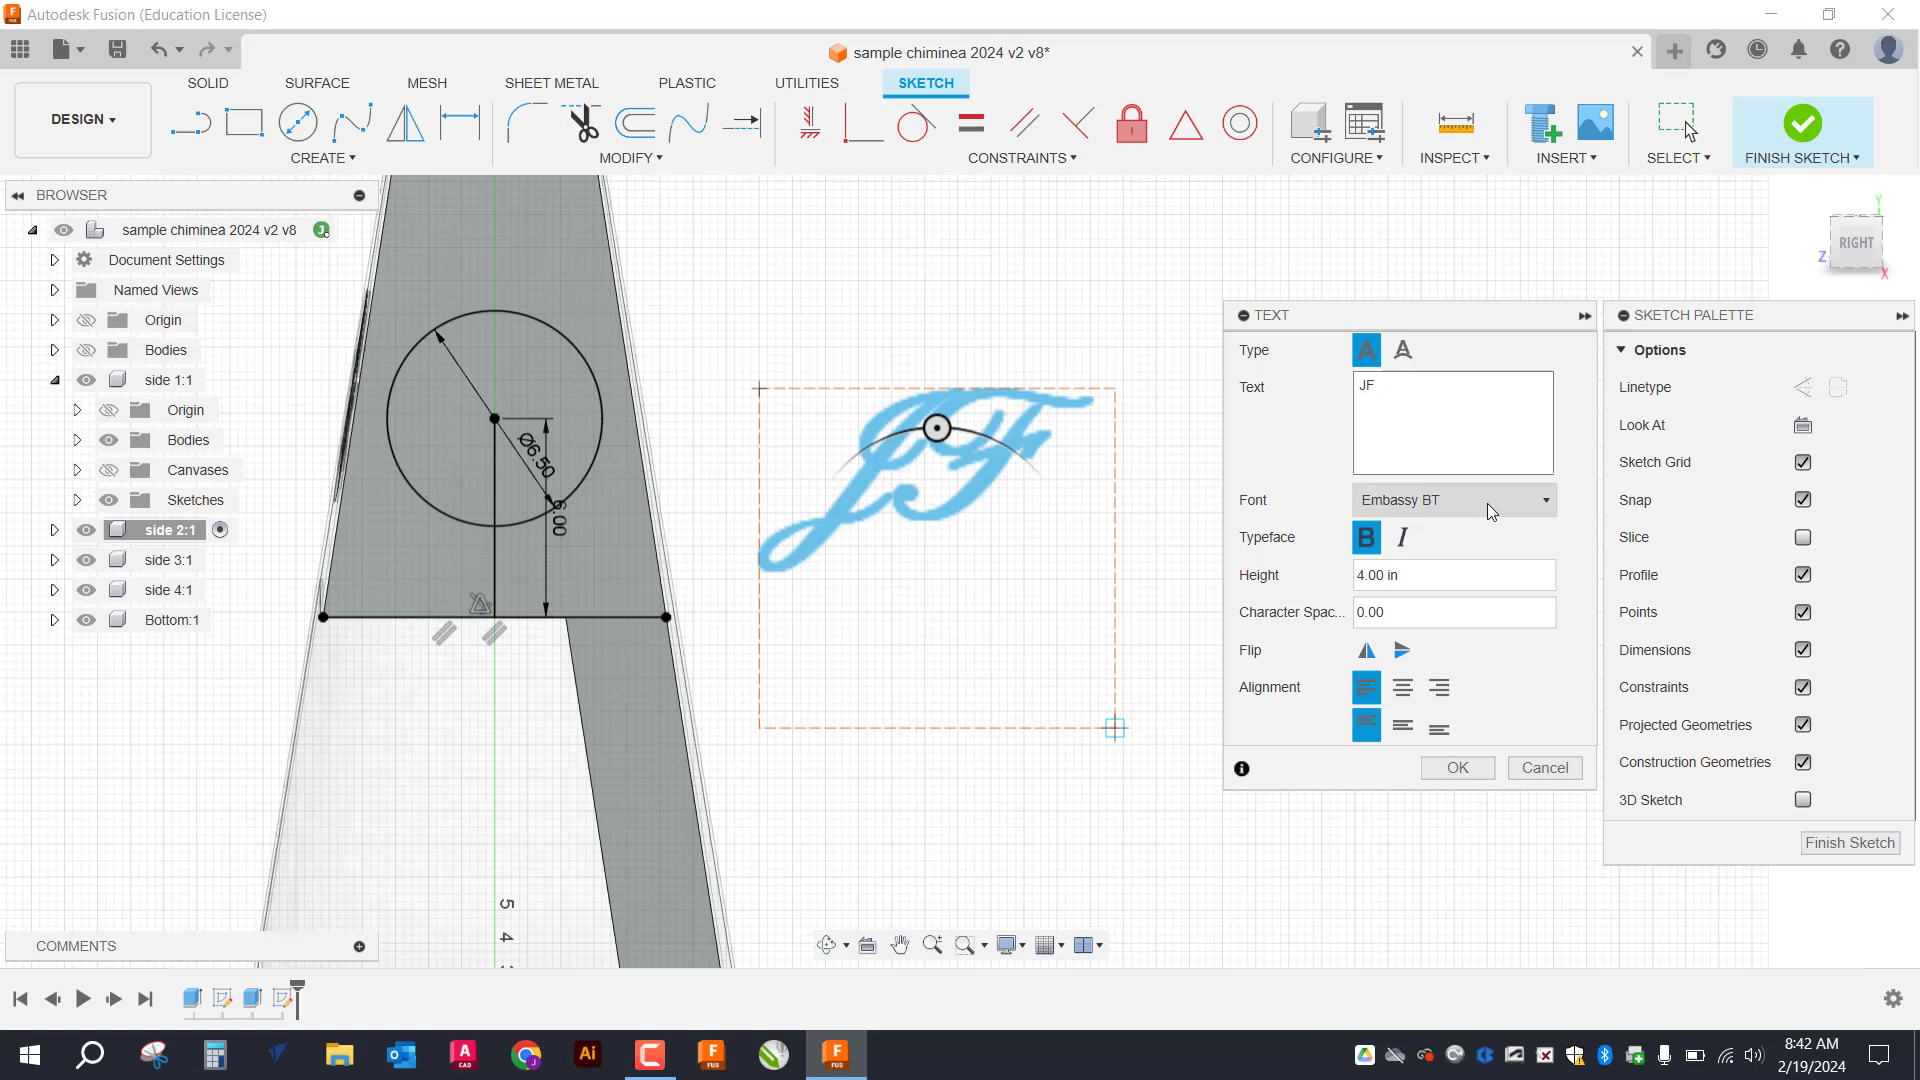 Autodesk Fusion (Education License)
sample chiminea 2024 v2 v8*
SOLID SURFACE MESH SHEET METAL PLASTIC UTILITIES SKETCH
DESIGN
CREATE MODIFY CONSTRAINTS CONFIGURE INSPECT INSERT SELECT FINISH SKETCH
BROWSER
sample chiminea 2024 v2 v8
Document Settings
Named Views
Origin
Bodies
side 1:1
Origin
Bodies
Canvases
Sketches
side 2:1
side 3:1
side 4:1
Bottom:1
Ø6.50
6.00
5
4
JF
Y
RIGHT
Z
X
TEXT
Type
Text
JF
Font
Embassy BT
Typeface
B I
Height
4.00 in
Character Spac...
0.00
Flip
Alignment
OK Cancel
SKETCH PALETTE
Options
Linetype
Look At
Sketch Grid
Snap
Slice
Profile
Points
Dimensions
Constraints
Projected Geometries
Construction Geometries
3D Sketch
Finish Sketch
COMMENTS
8:42 AM
2/19/2024